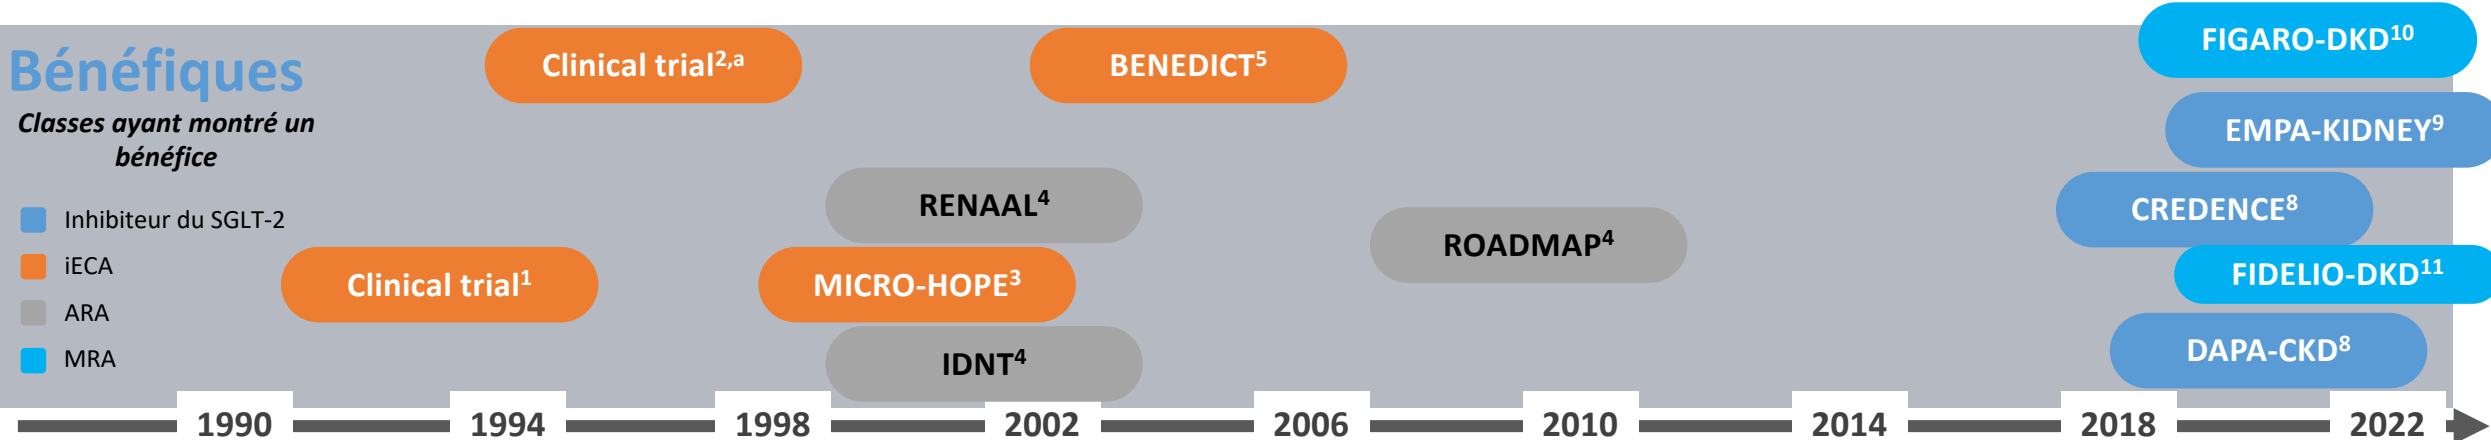 Bénéfiques
Classes ayant montré un
bénéfice
Inhibiteur du SGLT-2
iECA
ARA
MRA
Clinical trial²,ᵃ
BENEDICT⁵
FIGARO-DKD¹⁰
EMPA-KIDNEY⁹
RENAAL⁴
CREDENCE⁸
ROADMAP⁴
Clinical trial¹
MICRO-HOPE³
FIDELIO-DKD¹¹
IDNT⁴
DAPA-CKD⁸
1990 1994 1998 2002 2006 2010 2014 2018 2022